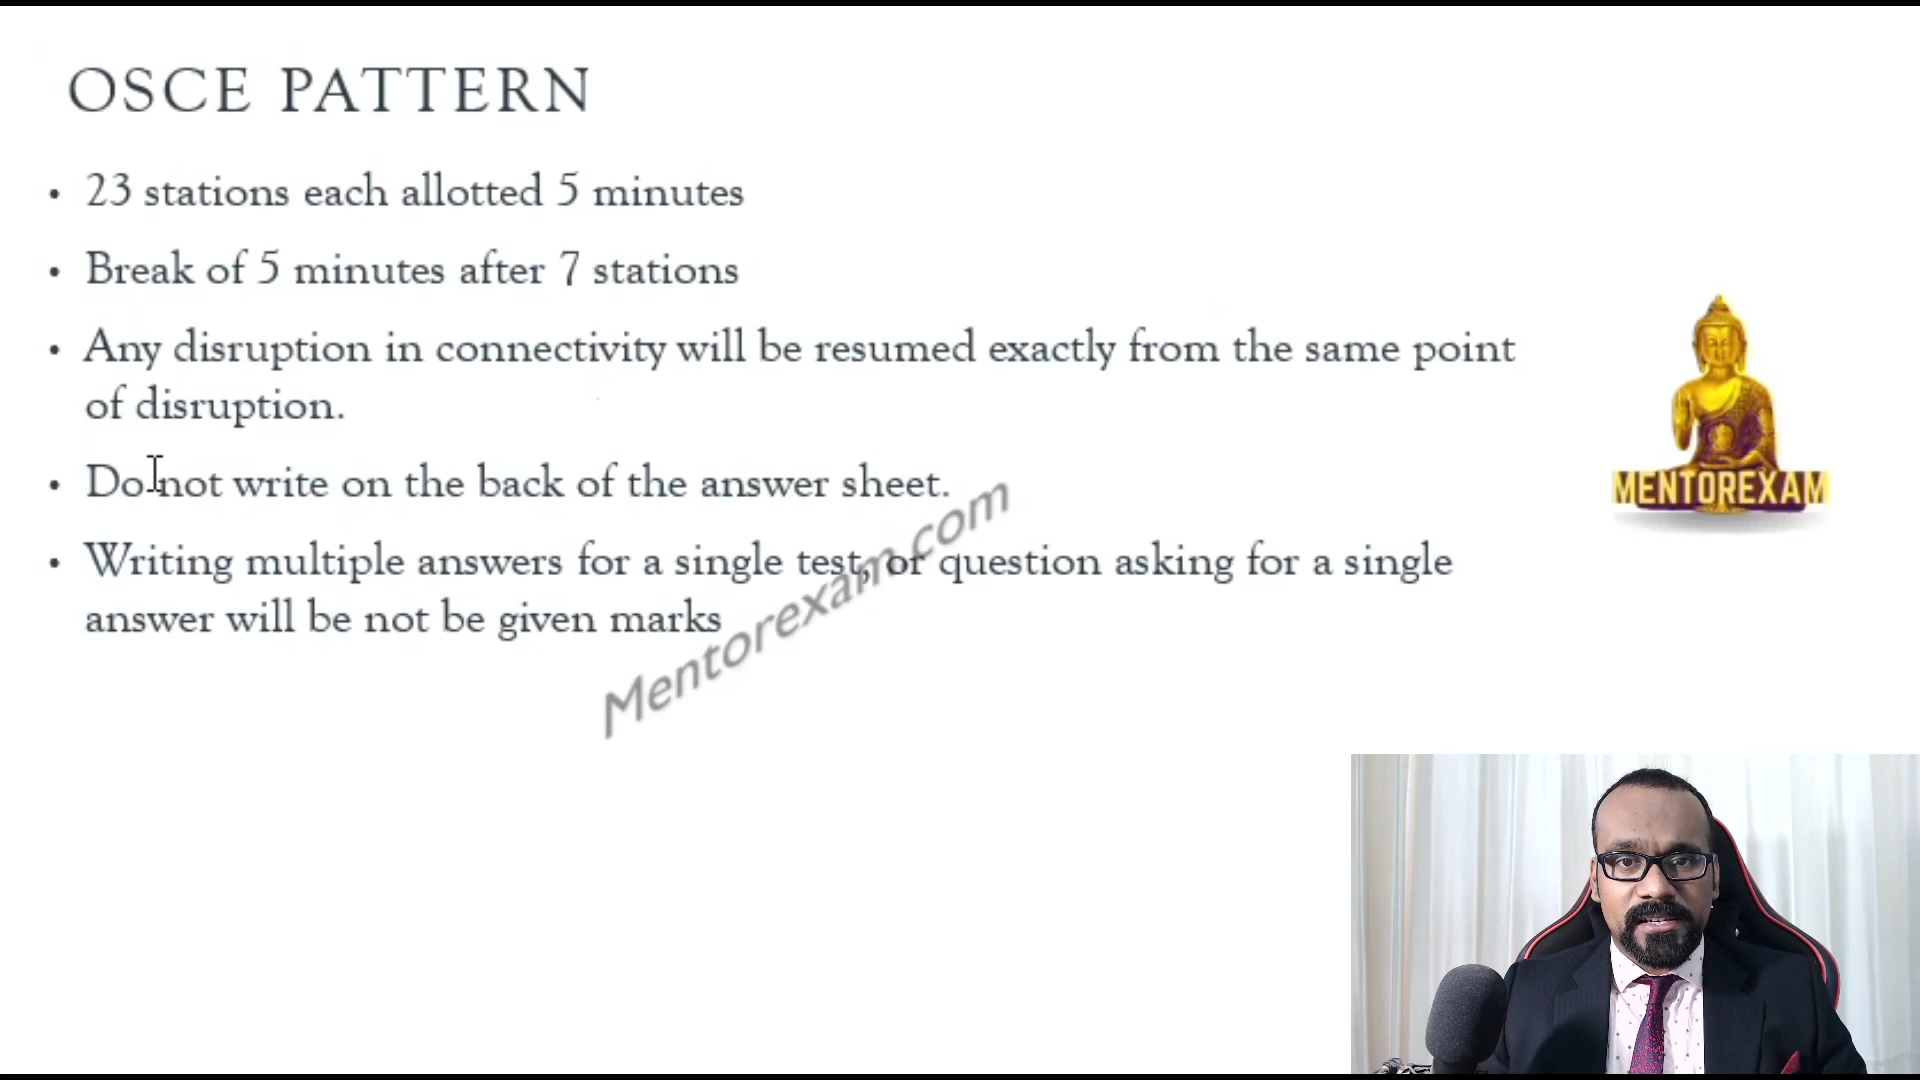 OSCE PATTERN
• 23 stations each allotted 5 minutes
• Break of 5 minutes after 7 stations
• Any disruption in connectivity will be resumed exactly from the same point
of disruption.
• Do not write on the back of the answer sheet.
• Writing multiple answers for a single test, or question asking for a single
answer will be not be given marks
Mentorexam.com
MENTOREXAM